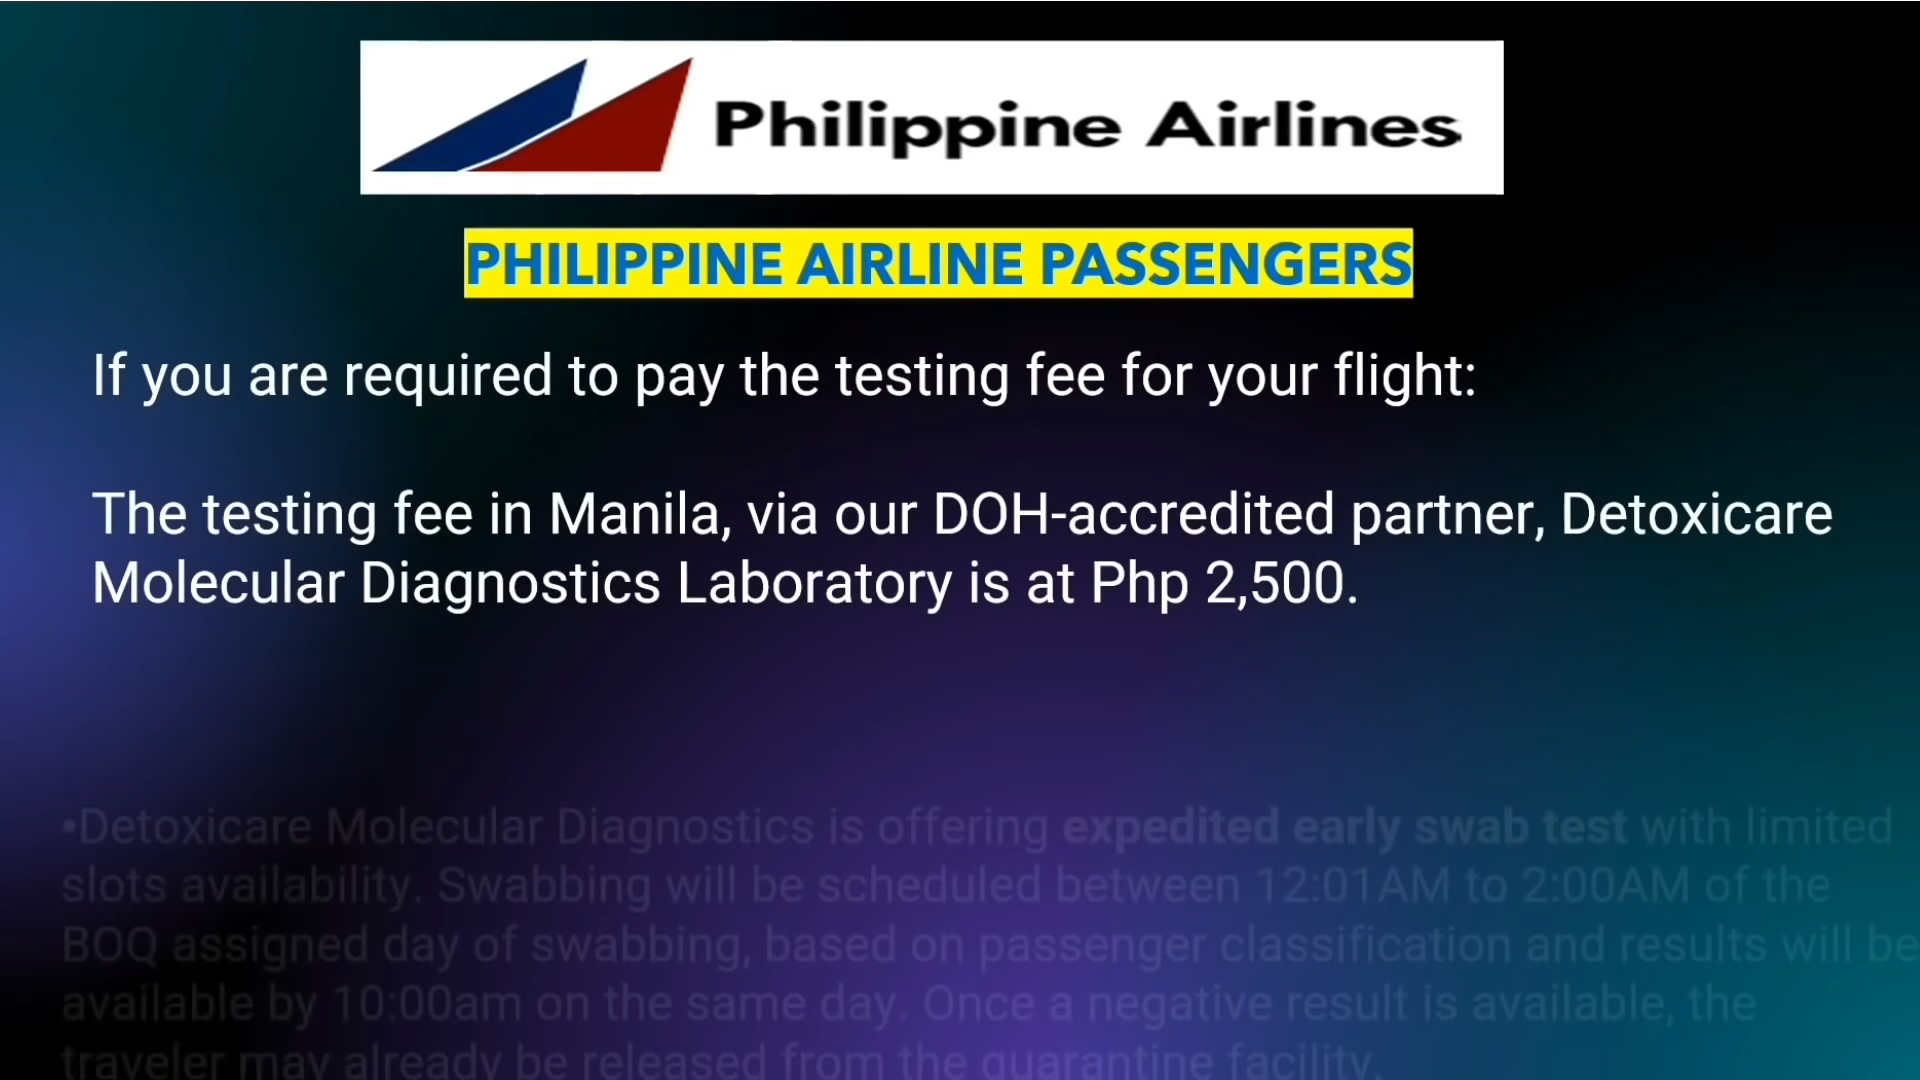 Philippine Airlines
PHILIPPINE AIRLINE PASSENGERS
If you are required to pay the testing fee for your flight:
The testing fee in Manila, via our DOH-accredited partner, Detoxicare
Molecular Diagnostics Laboratory is at Php 2,500.
•Detoxicare Molecular Diagnostics is offering expedited early swab test with limited
slots availability. Swabbing will be scheduled between 12:01AM to 2:00AM of the
BOQ assigned day of swabbing, based on passenger classification and results will be
available by 10:00am on the same day. Once a negative result is available, the
traveler may already be released from the quarantine facility.